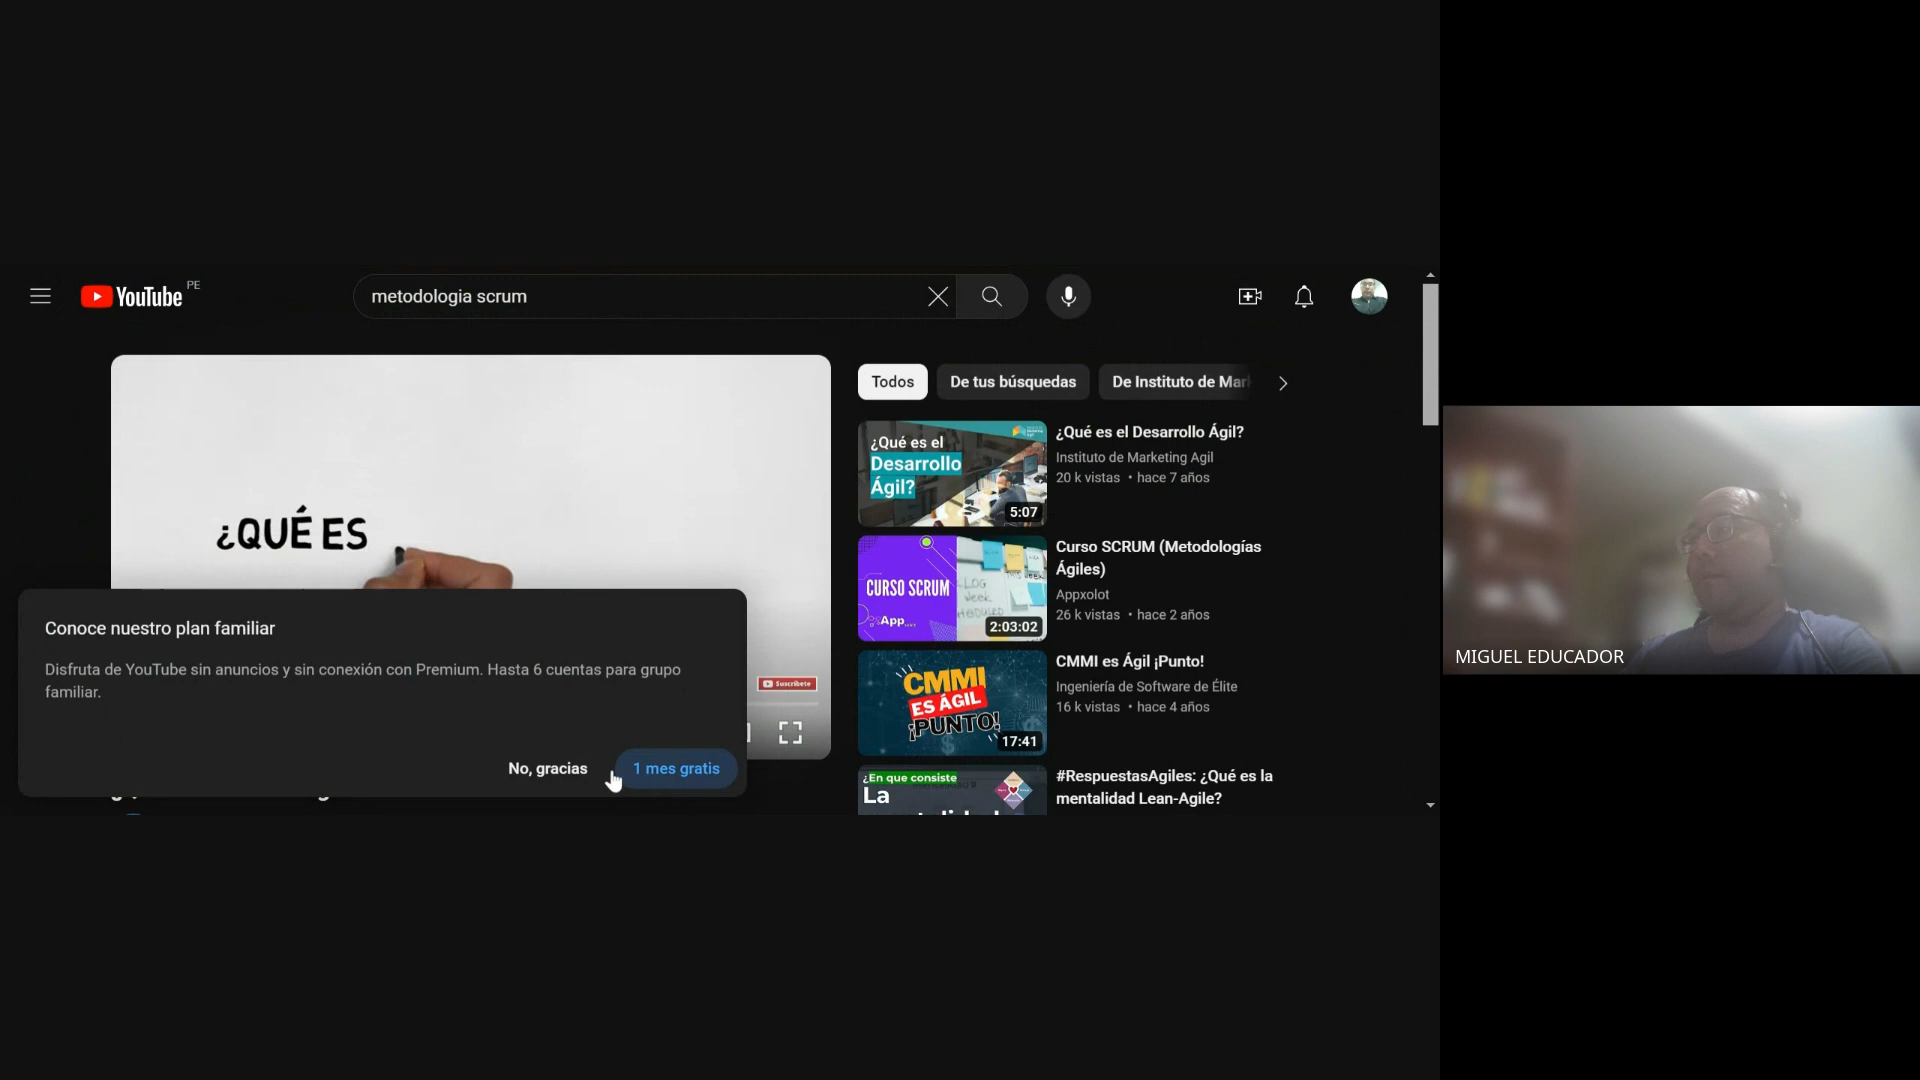 YouTube PE
metodologia scrum
¿QUÉ ES
Suscríbete
Conoce nuestro plan familiar
Disfruta de YouTube sin anuncios y sin conexión con Premium. Hasta 6 cuentas para grupo
familiar.
No, gracias
1 mes gratis
Todos
De tus búsquedas
De Instituto de Mar
¿Qué es el
Desarrollo
Ágil?
5:07
¿Qué es el Desarrollo Ágil?
Instituto de Marketing Agil
20 k vistas • hace 7 años
CURSO SCRUM
App
2:03:02
Curso SCRUM (Metodologías
Ágiles)
Appxolot
26 k vistas • hace 2 años
CMMI
ES ÁGIL
¡PUNTO!
17:41
CMMI es Ágil ¡Punto!
Ingeniería de Software de Élite
16 k vistas • hace 4 años
¿En que consiste
La
#RespuestasAgiles: ¿Qué es la
mentalidad Lean-Agile?
MIGUEL EDUCADOR